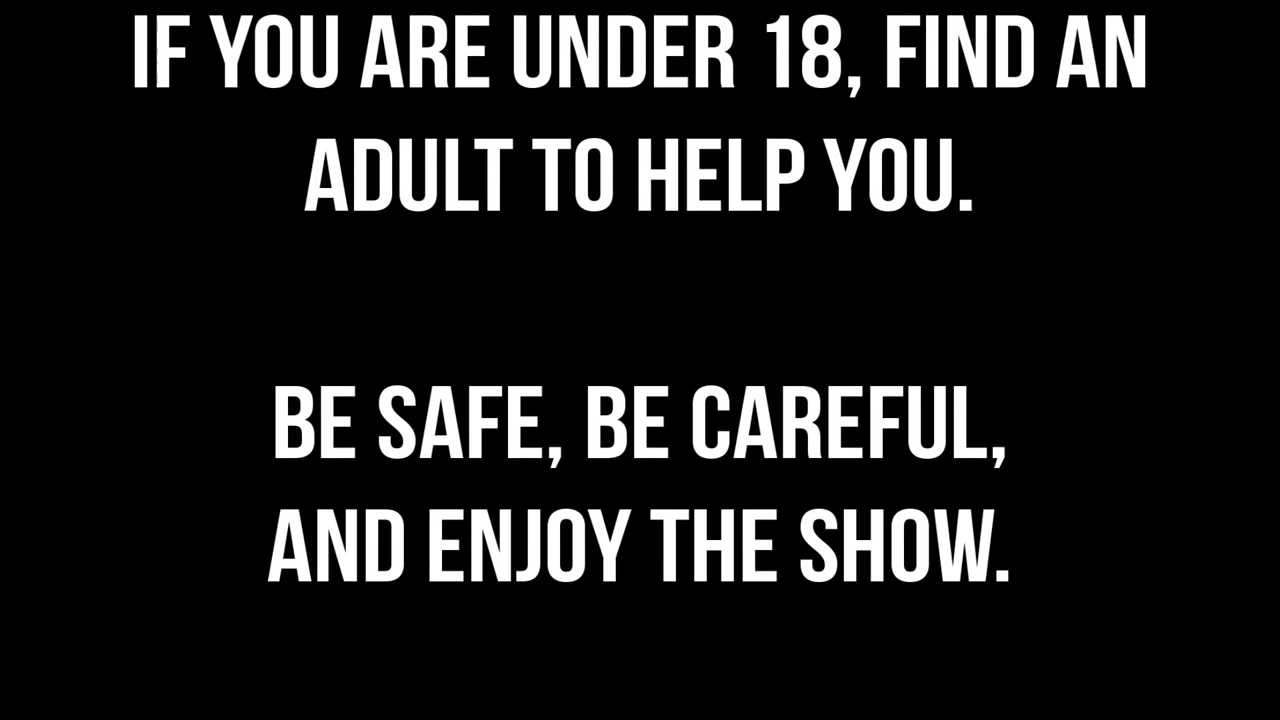 IF YOU ARE UNDER 18, FIND AN
ADULT TO HELP YOU.
BE SAFE, BE CAREFUL,
AND ENJOY THE SHOW.